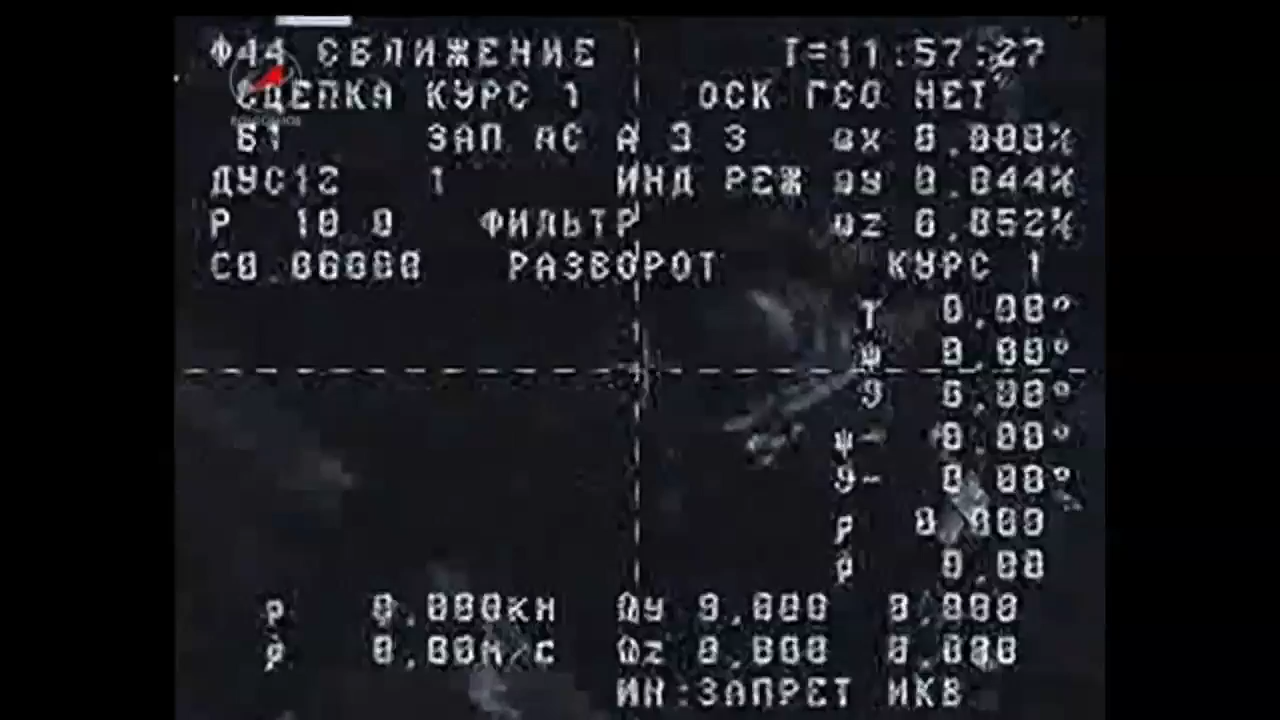 Ф44 СБЛИЖЕНИЕ Т=11:57:27
СЦЕПКА КУРС 1 ОСК ГСО НЕТ
Б1 ЗАП АС А 3 3 ωX 0.000%
ДУС12 1 ИНД РЕЖ ωУ 0.044%
Р 10.0 ФИЛЬТР ωZ 0.052%
С0.00000 РАЗВОРОТ КУРС 1
Т 0.00°
Ψ 0.00°
ϑ 0.00°
Ψ- 0.00°
ϑ- 0.00°
ρ 0.000
ρ̇ 0.00
ρ 0.000КМ ΩУ 0.000 0.000
ρ̇ 0.00М/С ΩZ 0.000 0.000
ИН:ЗАПРЕТ ИКВ